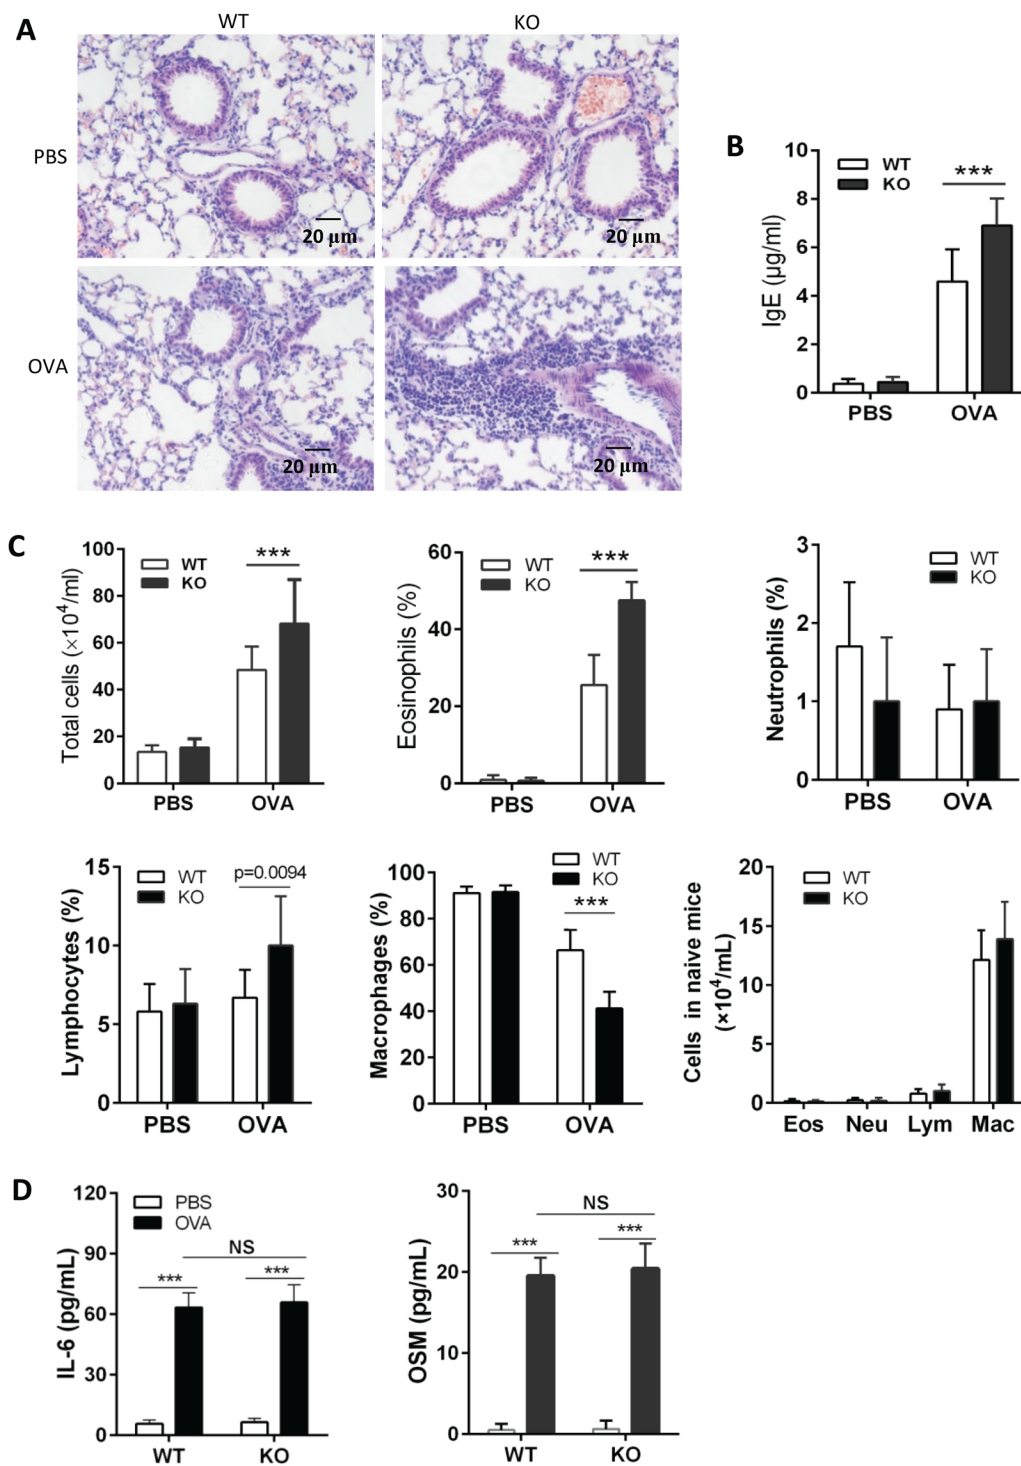 A
WT
KO
PBS
20 µm
20 µm
OVA
20 µm
20 µm
B
IgE (µg/ml)
10
8
6
4
2
0
WT
KO
***
PBS
OVA
C
Total cells (×10⁴/ml)
100
80
60
40
20
0
WT
KO
***
PBS
OVA
Eosinophils (%)
60
40
20
0
WT
KO
***
PBS
OVA
Neutrophils (%)
3
2
1
0
WT
KO
PBS
OVA
Lymphocytes (%)
15
10
5
0
WT
KO
p=0.0094
PBS
OVA
Macrophages (%)
100
80
60
40
20
0
WT
KO
***
PBS
OVA
Cells in naive mice
(×10⁴/mL)
20
15
10
5
0
WT
KO
Eos
Neu
Lym
Mac
D
IL-6 (pg/mL)
120
90
60
30
0
PBS
OVA
NS
***
***
WT
KO
OSM (pg/mL)
30
20
10
0
NS
***
***
WT
KO